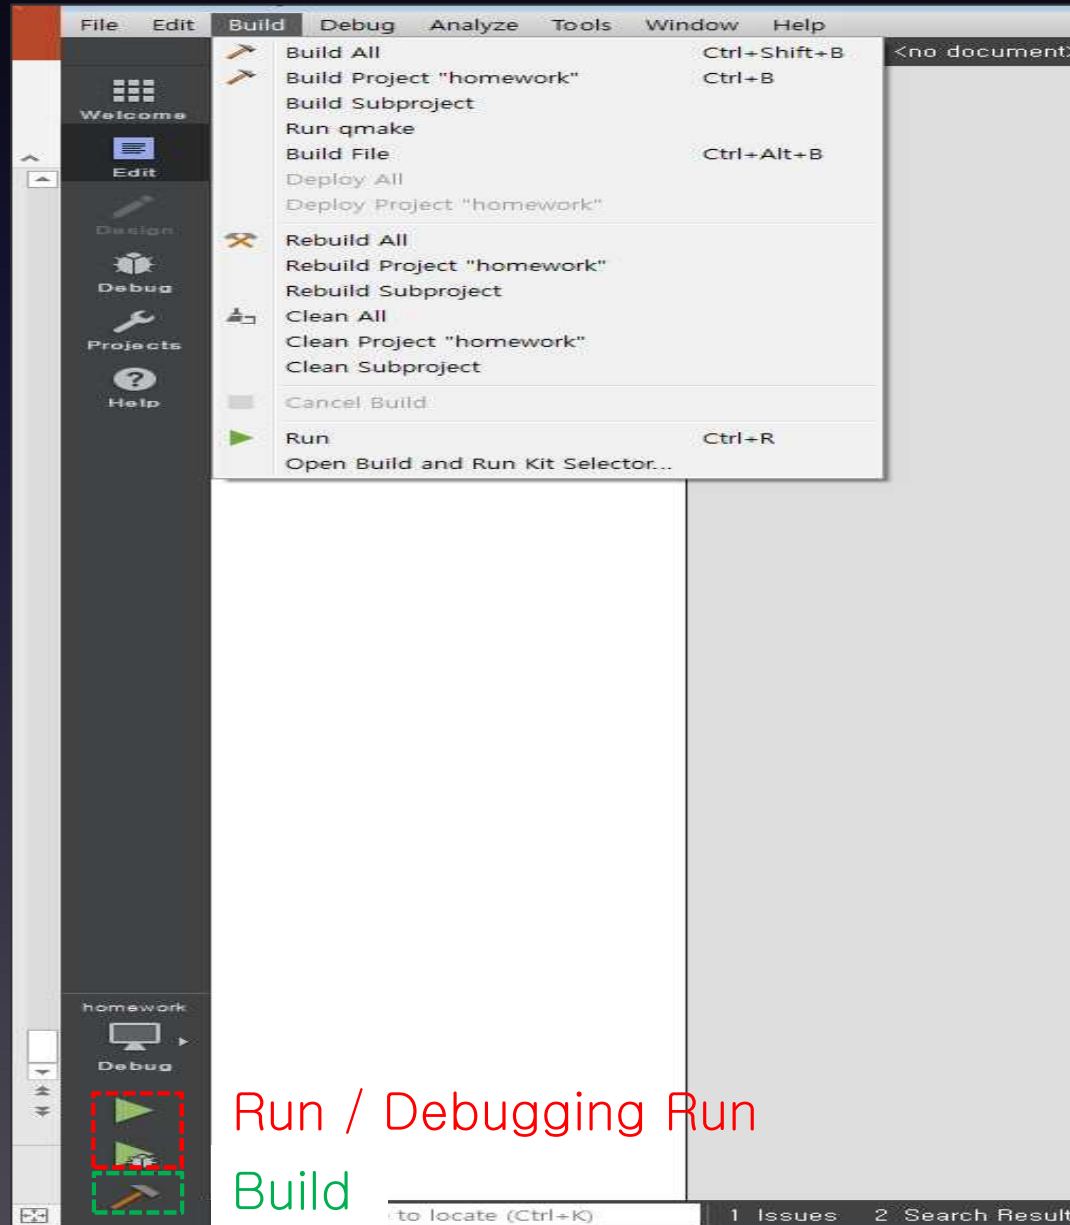 File Edit Build Debug Analyze Tools Window Help
<no document>
Build All Ctrl+Shift+B
Build Project "homework" Ctrl+B
Build Subproject
Run qmake
Build File Ctrl+Alt+B
Deploy All
Deploy Project "homework"
Rebuild All
Rebuild Project "homework"
Rebuild Subproject
Clean All
Clean Project "homework"
Clean Subproject
Cancel Build
Run Ctrl+R
Open Build and Run Kit Selector...
Welcome
Edit
Design
Debug
Projects
Help
homework
Debug
Run / Debugging Run
Build
to locate (Ctrl+K)
1 Issues 2 Search Result